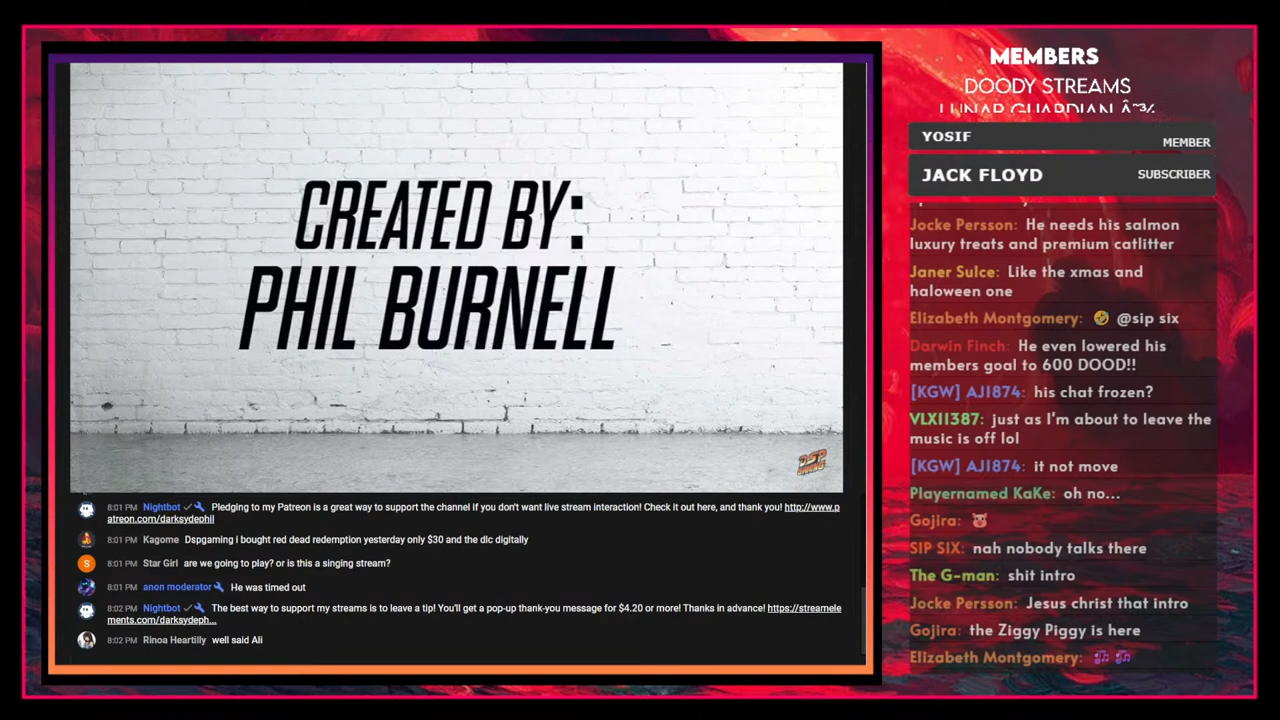 CREATED BY:
PHIL BURNELL
DSP
GAMING
8:01 PM Nightbot Pledging to my Patreon is a great way to support the channel if you don't want live stream interaction! Check it out here, and thank you! http://www.p
atreon.com/darksydephil
8:01 PM Kagome Dspgaming i bought red dead redemption yesterday only $30 and the dlc digitally
S
8:01 PM Star Girl are we going to play? or is this a singing stream?
8:01 PM anon moderator He was timed out
8:02 PM Nightbot The best way to support my streams is to leave a tip! You'll get a pop-up thank-you message for $4.20 or more! Thanks in advance! https://streamele
ments.com/darksydeph...
8:02 PM Rinoa Heartilly well said Ali
MEMBERS
DOODY STREAMS
LUNAR GUARDIAN Â˜¾
YOSIF MEMBER
JACK FLOYD SUBSCRIBER
Jocke Persson: He needs his salmon
luxury treats and premium catlitter
Janer Sulce: Like the xmas and
haloween one
Elizabeth Montgomery: 🤣 @sip six
Darwin Finch: He even lowered his
members goal to 600 DOOD!!
[KGW] AJ1874: his chat frozen?
VLX11387: just as I'm about to leave the
music is off lol
[KGW] AJ1874: it not move
Playernamed KaKe: oh no...
Gojira: 🐷
SIP SIX: nah nobody talks there
The G-man: shit intro
Jocke Persson: Jesus christ that intro
Gojira: the Ziggy Piggy is here
Elizabeth Montgomery: 🎶 🎶